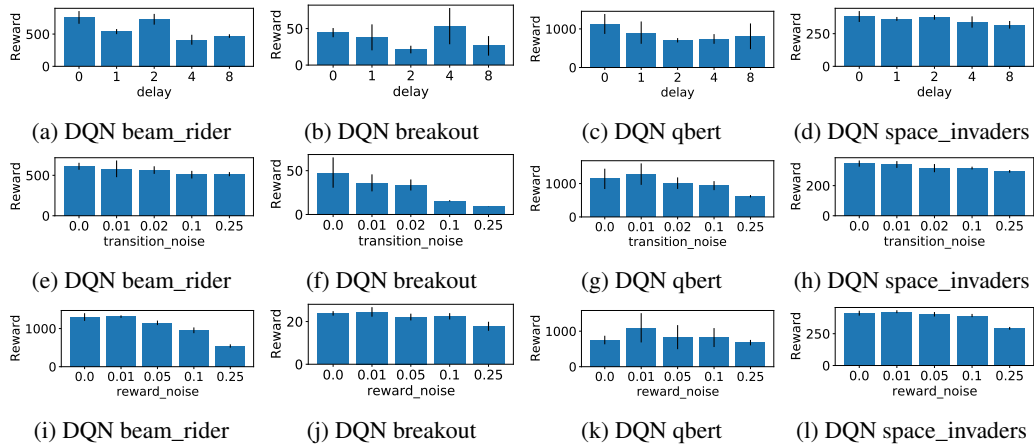 Reward
500
0
0 1 2 4 8
delay
(a) DQN beam_rider
Reward
50
0
0 1 2 4 8
delay
(b) DQN breakout
Reward
1000
0
0 1 2 4 8
delay
(c) DQN qbert
Reward
250
0
0 1 2 4 8
delay
(d) DQN space_invaders
Reward
500
0
0.0 0.01 0.02 0.1 0.25
transition_noise
(e) DQN beam_rider
Reward
50
0
0.0 0.01 0.02 0.1 0.25
transition_noise
(f) DQN breakout
Reward
1000
0
0.0 0.01 0.02 0.1 0.25
transition_noise
(g) DQN qbert
Reward
200
0
0.0 0.01 0.02 0.1 0.25
transition_noise
(h) DQN space_invaders
Reward
1000
0
0.0 0.01 0.05 0.1 0.25
reward_noise
(i) DQN beam_rider
Reward
20
0
0.0 0.01 0.05 0.1 0.25
reward_noise
(j) DQN breakout
Reward
1000
0
0.0 0.01 0.05 0.1 0.25
reward_noise
(k) DQN qbert
Reward
250
0
0.0 0.01 0.05 0.1 0.25
reward_noise
(l) DQN space_invaders